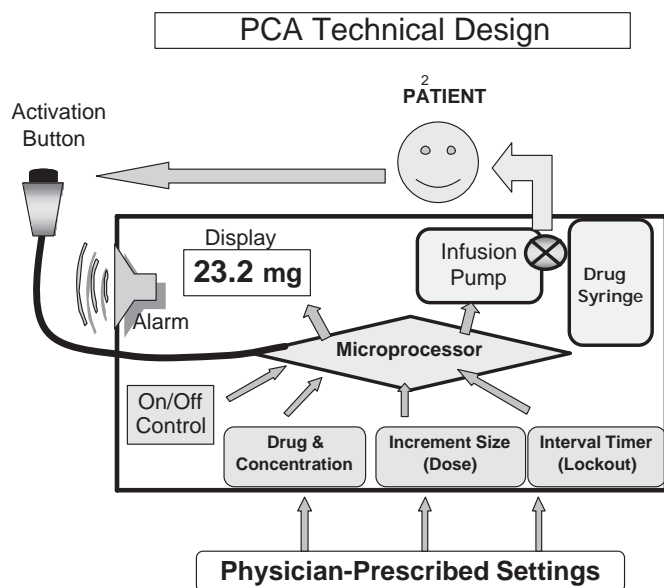 PCA Technical Design
2
PATIENT
Activation
Button
Display
23.2 mg
Infusion
Pump
Drug
Syringe
Alarm
Microprocessor
On/Off
Control
Drug &
Concentration
Increment Size
(Dose)
Interval Timer
(Lockout)
Physician-Prescribed Settings